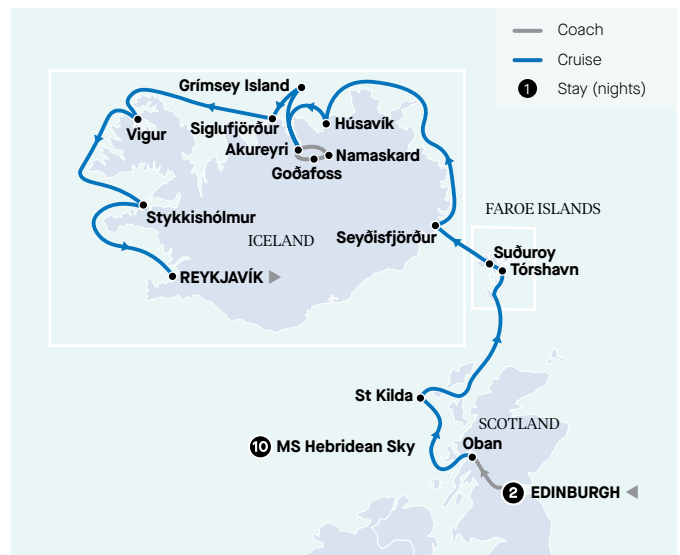 Coach
Cruise
1 Stay (nights)
Grímsey Island
Siglufjörður
Húsavík
Vigur
Akureyri
Namaskard
Goðafoss
Stykkishólmur
ICELAND
Seyðisfjörður
FAROE ISLANDS
Suðuroy
Tórshavn
REYKJAVÍK
St Kilda
SCOTLAND
10 MS Hebridean Sky
Oban
2 EDINBURGH